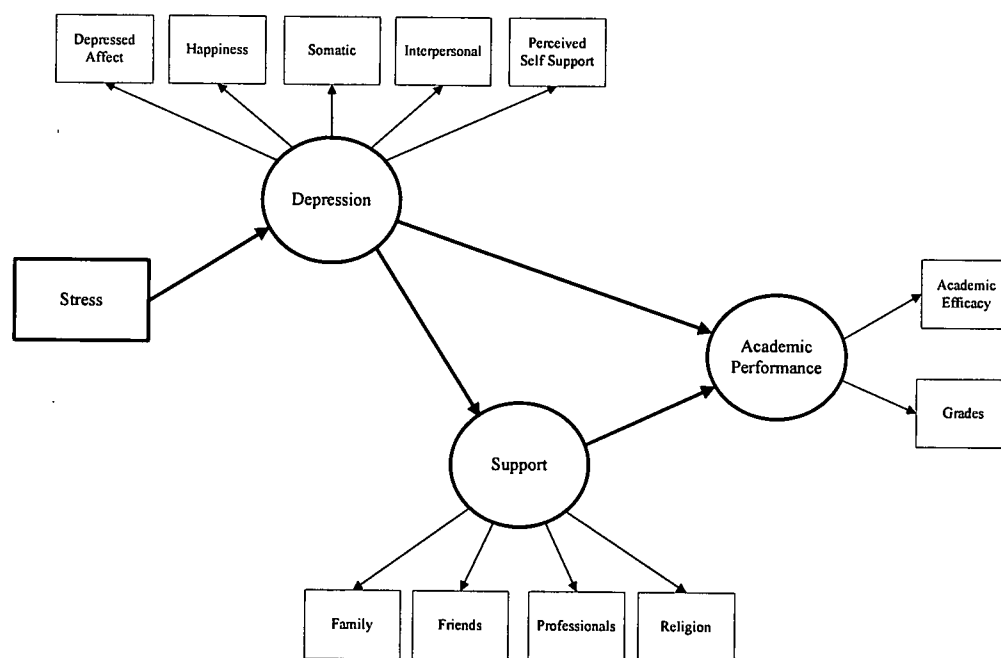 Depressed
Affect
Happiness
Somatic
Interpersonal
Perceived
Self Support
Depression
Stress
Academic
Efficacy
Academic
Performance
Grades
Support
Family
Friends
Professionals
Religion